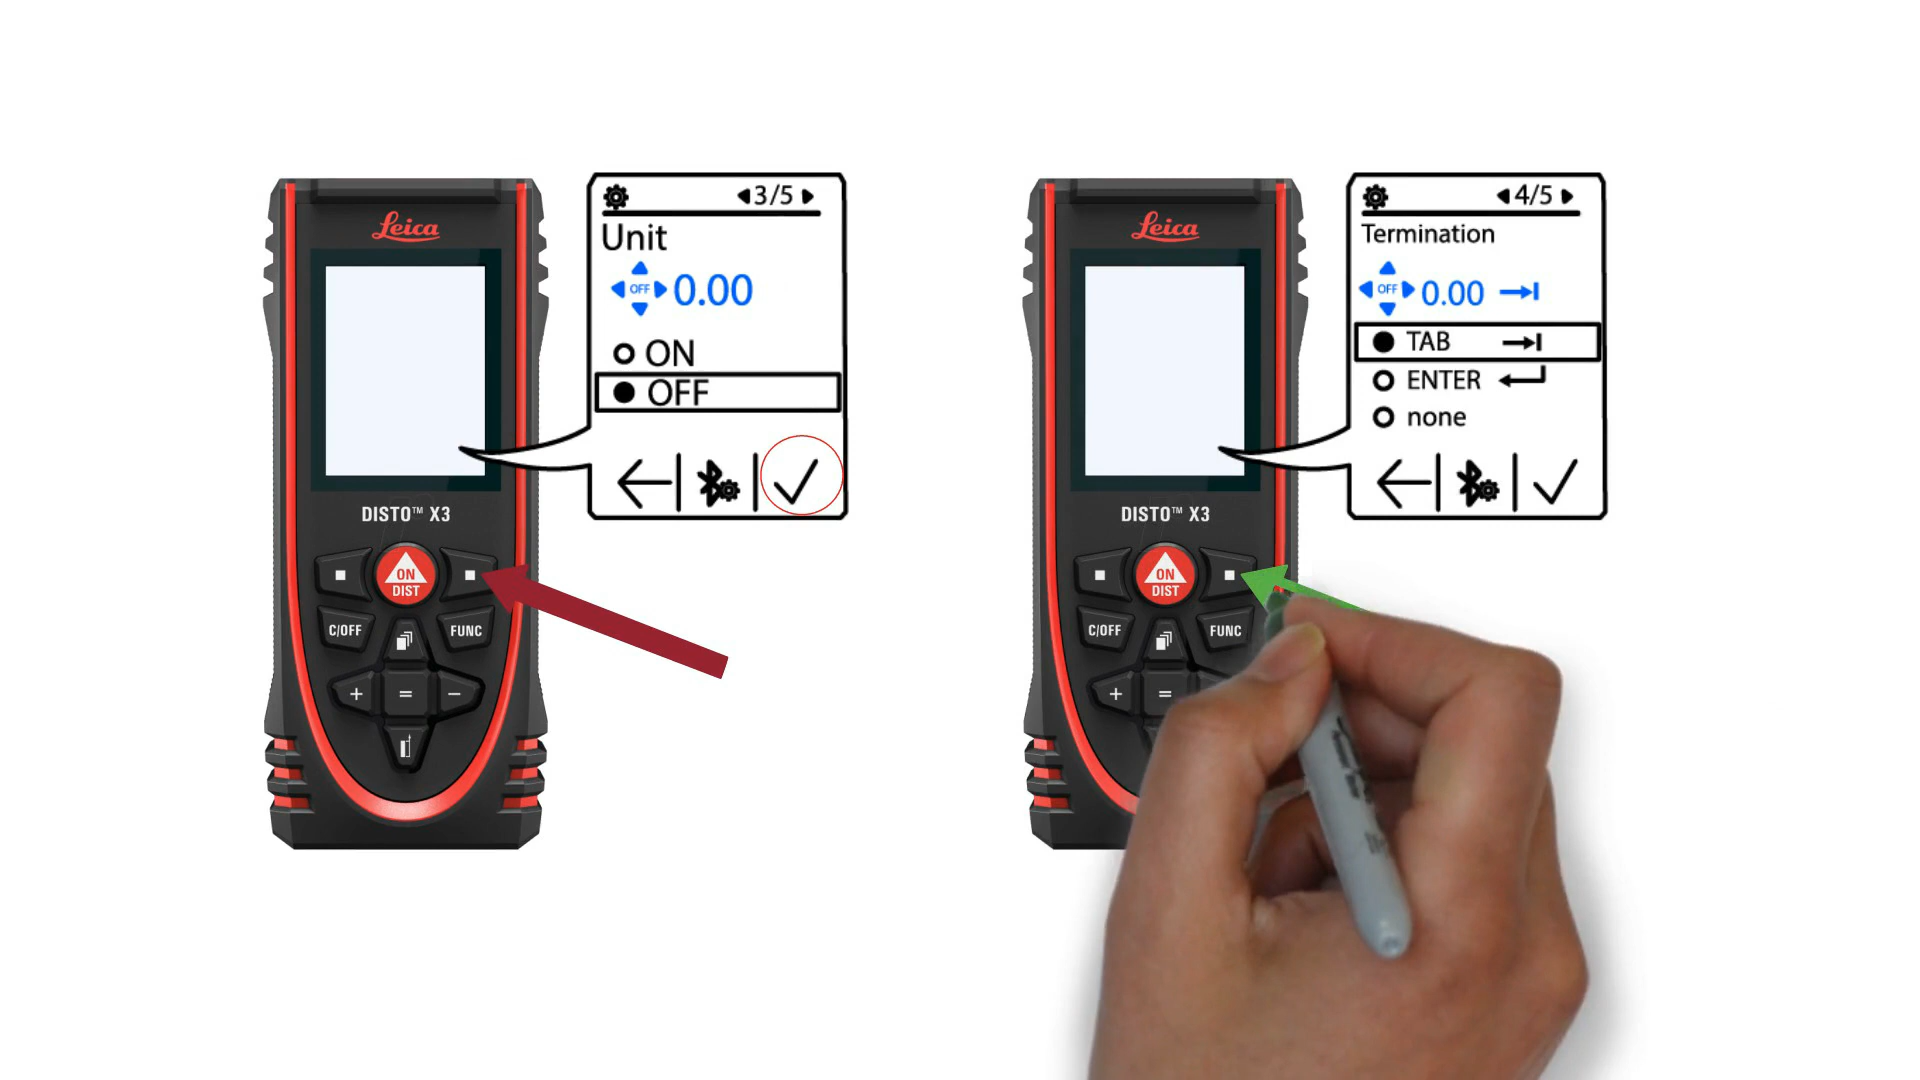 Leica
DISTO™ X3
ON
DIST
C/OFF
FUNC
+
=
−
3/5
Unit
OFF
0.00
ON
OFF
Leica
DISTO™ X3
ON
DIST
C/OFF
FUNC
+
=
4/5
Termination
OFF
0.00
TAB
ENTER
none